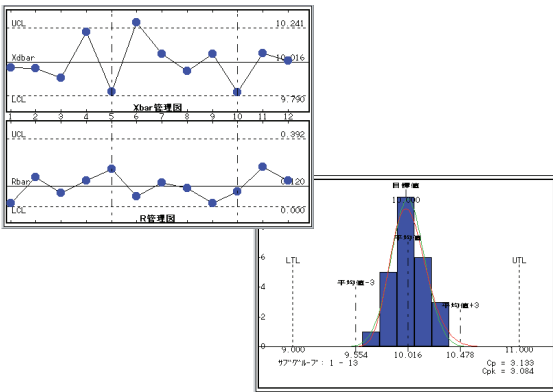 UCL 10.241
Xdbar 10.016
LCL 9.790
Xbar管理図
1 2 3 4 5 6 7 8 9 10 11 12
UCL 0.392
Rbar 0.120
LCL 0.000
R管理図
目標値
10.000
平均値
LTL UTL
平均値-3 平均値+3
9.000 9.554 10.016 10.478 11.000
ｻﾌﾞｸﾞﾙｰﾌﾟ: 1 - 13
Cp = 3.133
Cpk = 3.084